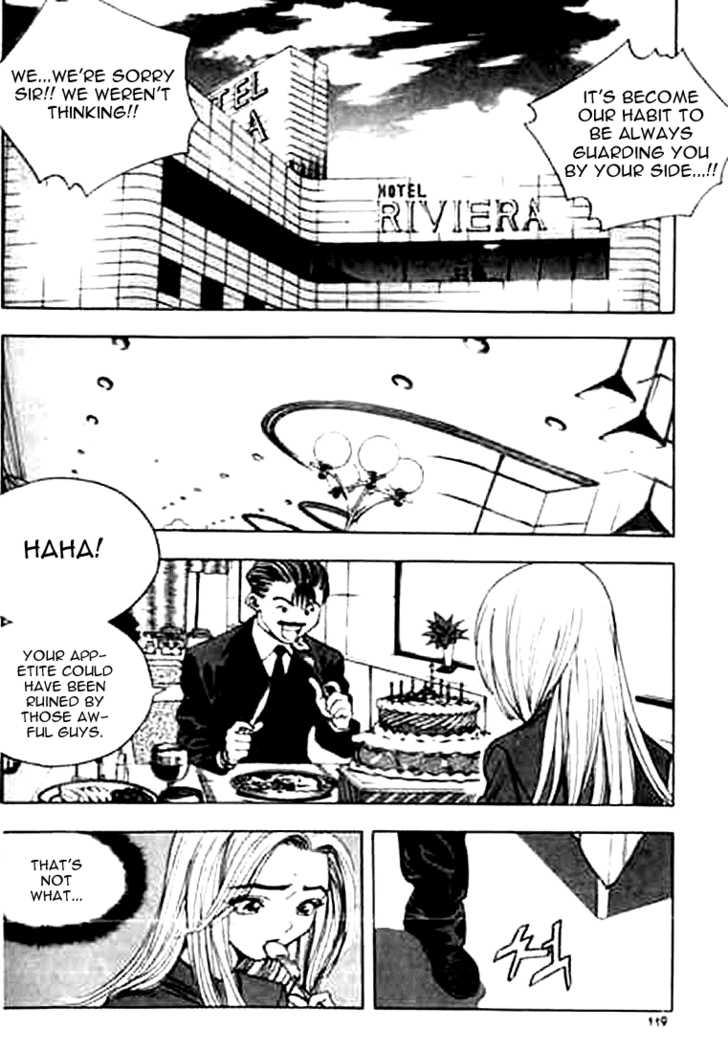 WE...WE'RE SORRY
SIR!! WE WEREN'T
THINKING!!
IT'S BECOME
OUR HABIT TO
BE ALWAYS
GUARDING YOU
BY YOUR SIDE...!!
TEL
A
HOTEL
RIVIERA
HAHA!
YOUR APP-
ETITE COULD
HAVE BEEN
RUINED BY
THOSE AW-
FUL GUYS.
THAT'S
NOT
WHAT...
119